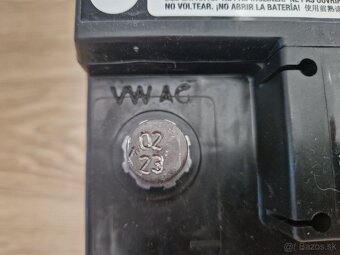 NO VOLTEAR. ¡NO ABRIR LA BATERÍA!
VW AG
02
23
Bazos.sk